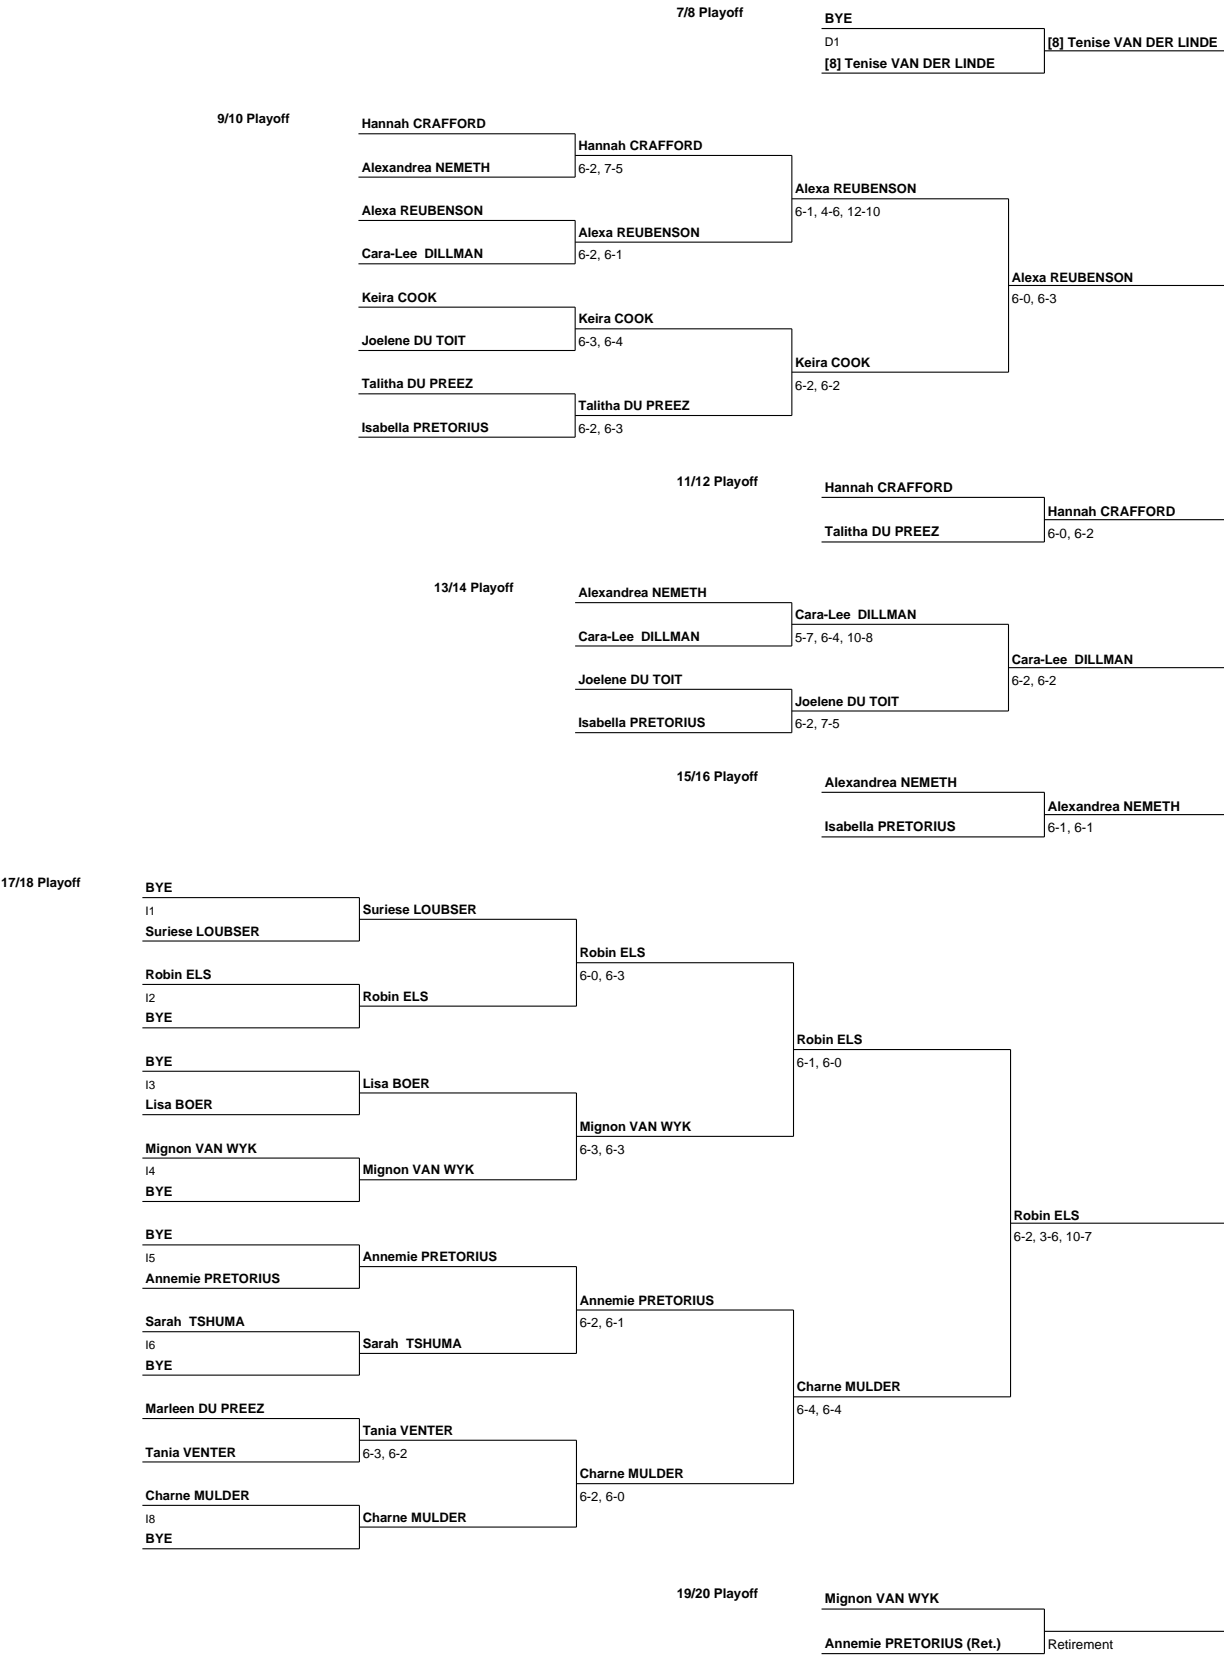 7/8 Playoff
BYE
D1
[8] Tenise VAN DER LINDE
[8] Tenise VAN DER LINDE
9/10 Playoff
Hannah CRAFFORD
Hannah CRAFFORD
Alexandrea NEMETH
6-2, 7-5
Alexa REUBENSON
6-1, 4-6, 12-10
Alexa REUBENSON
Alexa REUBENSON
Cara-Lee DILLMAN
6-2, 6-1
Alexa REUBENSON
6-0, 6-3
Keira COOK
Keira COOK
Joelene DU TOIT
6-3, 6-4
Keira COOK
6-2, 6-2
Talitha DU PREEZ
Talitha DU PREEZ
Isabella PRETORIUS
6-2, 6-3
11/12 Playoff
Hannah CRAFFORD
Hannah CRAFFORD
Talitha DU PREEZ
6-0, 6-2
13/14 Playoff
Alexandrea NEMETH
Cara-Lee DILLMAN
Cara-Lee DILLMAN
5-7, 6-4, 10-8
Cara-Lee DILLMAN
6-2, 6-2
Joelene DU TOIT
Joelene DU TOIT
Isabella PRETORIUS
6-2, 7-5
15/16 Playoff
Alexandrea NEMETH
Alexandrea NEMETH
Isabella PRETORIUS
6-1, 6-1
17/18 Playoff
BYE
I1
Suriese LOUBSER
Suriese LOUBSER
Robin ELS
6-0, 6-3
Robin ELS
I2
Robin ELS
BYE
Robin ELS
6-1, 6-0
BYE
I3
Lisa BOER
Lisa BOER
Mignon VAN WYK
6-3, 6-3
Mignon VAN WYK
I4
Mignon VAN WYK
BYE
Robin ELS
6-2, 3-6, 10-7
BYE
I5
Annemie PRETORIUS
Annemie PRETORIUS
Annemie PRETORIUS
6-2, 6-1
Sarah TSHUMA
I6
Sarah TSHUMA
BYE
Charne MULDER
6-4, 6-4
Marleen DU PREEZ
Tania VENTER
Tania VENTER
6-3, 6-2
Charne MULDER
6-2, 6-0
Charne MULDER
I8
Charne MULDER
BYE
19/20 Playoff
Mignon VAN WYK
Annemie PRETORIUS (Ret.)
Retirement